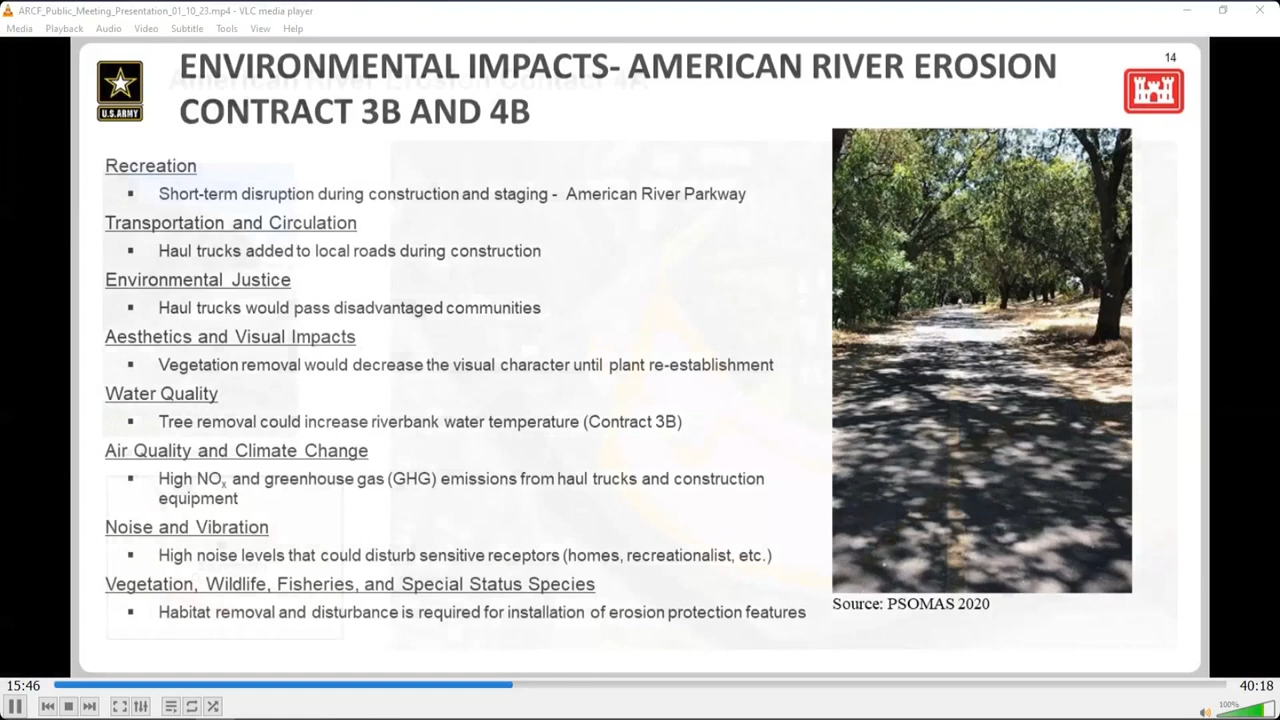 ARCF_Public_Meeting_Presentation_01_10_23.mp4 - VLC media player
Media Playback Audio Video Subtitle Tools View Help
14
ENVIRONMENTAL IMPACTS- AMERICAN RIVER EROSION
CONTRACT 3B AND 4B
U.S.ARMY
Recreation
▪ Short-term disruption during construction and staging - American River Parkway
Transportation and Circulation
▪ Haul trucks added to local roads during construction
Environmental Justice
▪ Haul trucks would pass disadvantaged communities
Aesthetics and Visual Impacts
▪ Vegetation removal would decrease the visual character until plant re-establishment
Water Quality
▪ Tree removal could increase riverbank water temperature (Contract 3B)
Air Quality and Climate Change
▪ High NOx and greenhouse gas (GHG) emissions from haul trucks and construction
equipment
Noise and Vibration
▪ High noise levels that could disturb sensitive receptors (homes, recreationalist, etc.)
Vegetation, Wildlife, Fisheries, and Special Status Species
▪ Habitat removal and disturbance is required for installation of erosion protection features
Source: PSOMAS 2020
15:46
40:18
100%